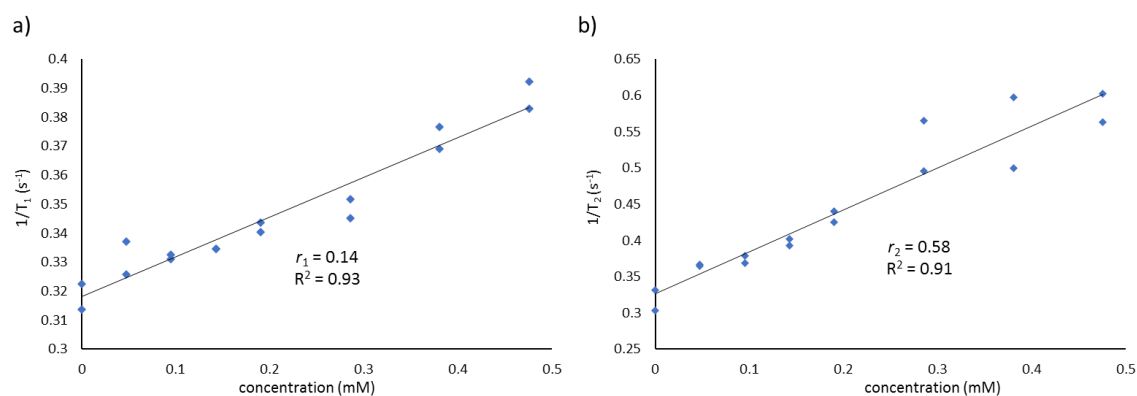 a)
0.4
0.39
0.38
0.37
0.36
0.35
0.34
0.33
0.32
0.31
0.3
1/T₁ (s⁻¹)
r₁ = 0.14
R² = 0.93
0 0.1 0.2 0.3 0.4 0.5
concentration (mM)
b)
0.65
0.6
0.55
0.5
0.45
0.4
0.35
0.3
0.25
1/T₂ (s⁻¹)
r₂ = 0.58
R² = 0.91
0 0.1 0.2 0.3 0.4 0.5
concentration (mM)